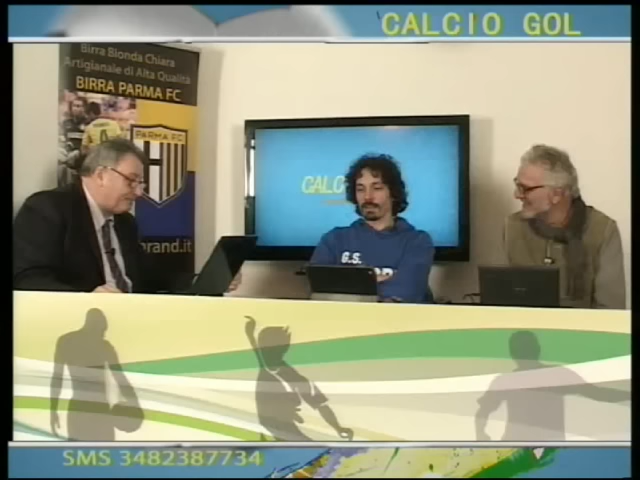 CALCIO GOL
Birra Bionda Chiara
Artigianale di Alta Qualità
BIRRA PARMA FC
PARMA FC
brand.it
CALC
G.S.
SMS 3482387734